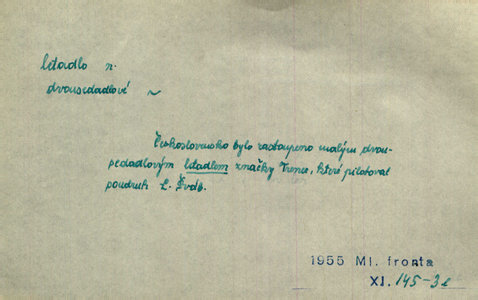 letadlo n.
dvousedadlové ~
Československo bylo zastoupeno malým dvou-
sedadlovým letadlem značky Trener, které pilotoval
soudruh L. Šváb.
1955 Ml. fronta
XI. 145-3